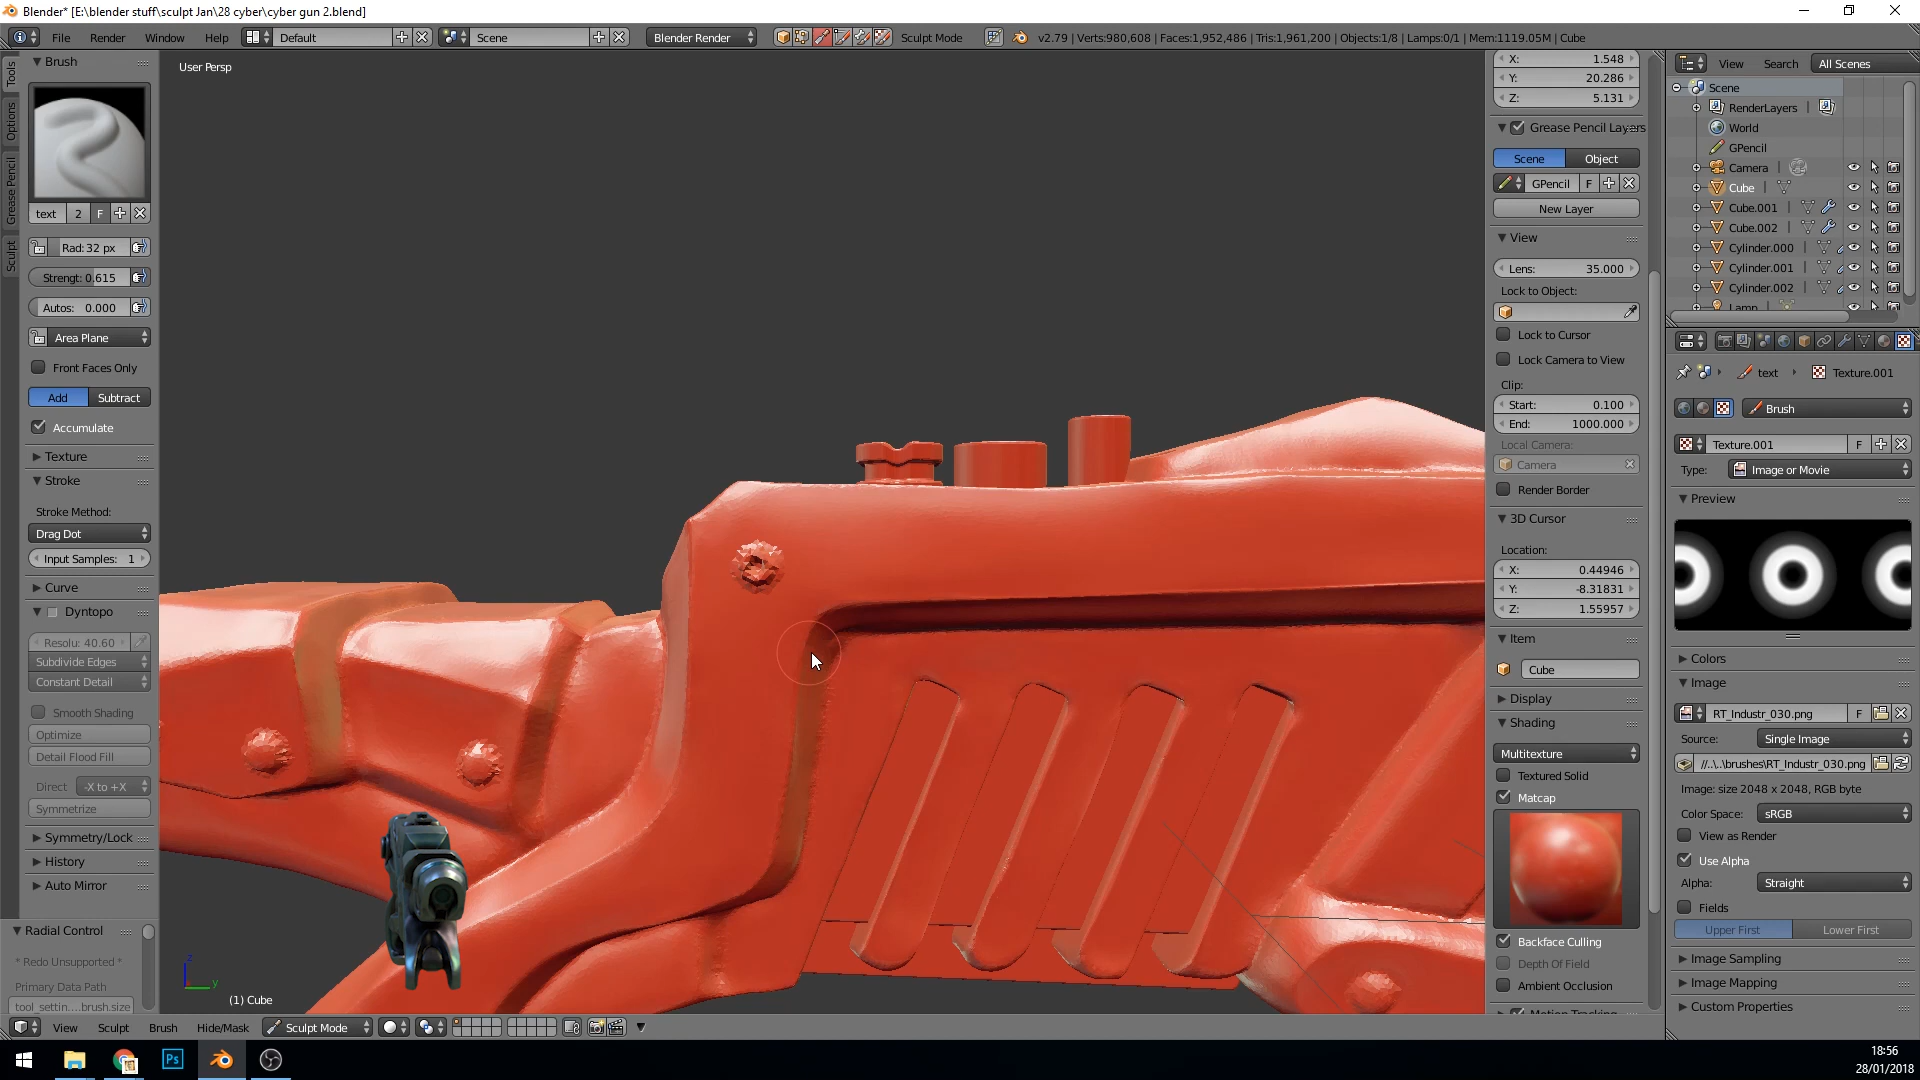 Blender* [E:\blender stuff\sculpt Jan\28 cyber\cyber gun 2.blend]
File Render Window Help Default Scene Blender Render Sculpt Mode v2.79 | Verts:980,608 | Faces:1,952,486 | Tris:1,961,200 | Objects:1/8 | Lamps:0/1 | Mem:1119.05M | Cube
Tools
Options
Grease Pencil
Sculpt
Brush
text 2 F
Rad: 32 px
Strengt: 0.615
Autos: 0.000
Area Plane
Front Faces Only
Add Subtract
Accumulate
Texture
Stroke
Stroke Method:
Drag Dot
Input Samples: 1
Curve
Dyntopo
Resolu: 40.60
Subdivide Edges
Constant Detail
Smooth Shading
Optimize
Detail Flood Fill
Direct -X to +X
Symmetrize
Symmetry/Lock
History
Auto Mirror
Radial Control
* Redo Unsupported *
Primary Data Path
tool_settin....brush.size
User Persp
z
y
(1) Cube
View Sculpt Brush Hide/Mask Sculpt Mode
X: 1.548
Y: 20.286
Z: 5.131
Grease Pencil Layers
Scene Object
GPencil F
New Layer
View
Lens: 35.000
Lock to Object:
Lock to Cursor
Lock Camera to View
Clip:
Start: 0.100
End: 1000.000
Local Camera:
Camera
Render Border
3D Cursor
Location:
X: 0.44946
Y: -8.31831
Z: 1.55957
Item
Cube
Display
Shading
Multitexture
Textured Solid
Matcap
Backface Culling
Depth Of Field
Ambient Occlusion
Motion Tracking
View Search All Scenes
Scene
RenderLayers
World
GPencil
Camera
Cube
Cube.001
Cube.002
Cylinder.000
Cylinder.001
Cylinder.002
Lamp
text Texture.001
Brush
Texture.001 F
Type: Image or Movie
Preview
Colors
Image
RT_Industr_030.png F
Source: Single Image
//..\..\brushes\RT_Industr_030.png
Image: size 2048 x 2048, RGB byte
Color Space: sRGB
View as Render
Use Alpha
Alpha: Straight
Fields
Upper First Lower First
Image Sampling
Image Mapping
Custom Properties
Ps
18:56
28/01/2018